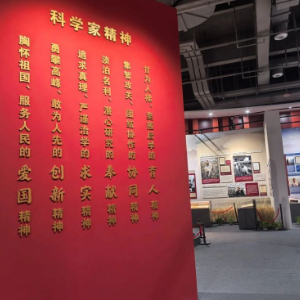 科学家精神
胸怀祖国、服务人民的爱国精神
勇攀高峰、敢为人先的创新精神
追求真理、严谨治学的求实精神
淡泊名利、潜心研究的奉献精神
集智攻关、团结协作的协同精神
甘为人梯、奖掖后学的育人精神